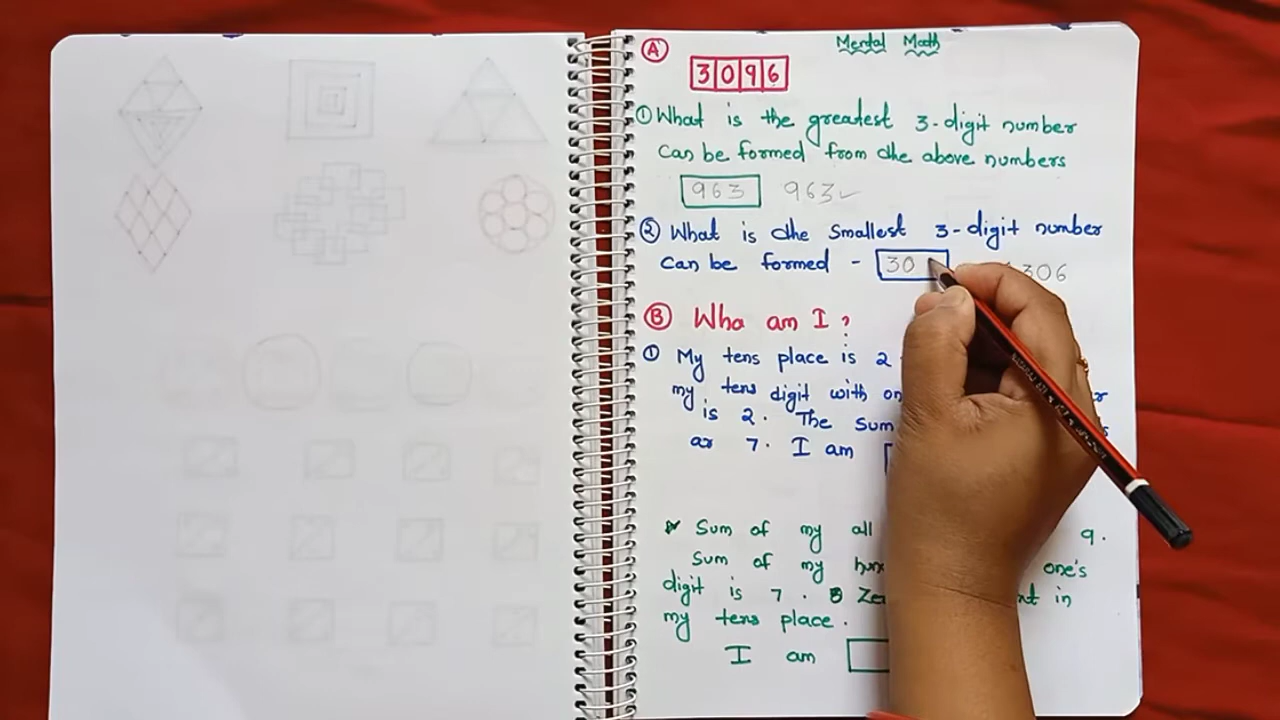 Mental Math
A
3096
① What is the greatest 3-digit number
Can be formed from the above numbers
963 963
② What is the smallest 3-digit number
Can be formed - 30 306
B Wha am I ?
① My tens place is 2
my tens digit with
is 2. The Sum
as 7. I am
Sum of my all 9.
Sum of my one's
digit is 7. in
my tens place.
I am